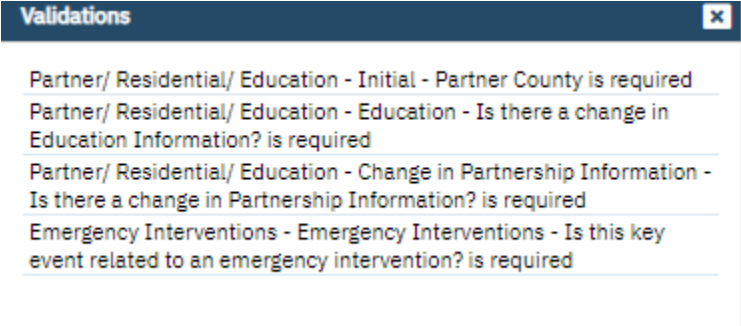 Validations
Partner/ Residential/ Education - Initial - Partner County is required
Partner/ Residential/ Education - Education - Is there a change in
Education Information? is required
Partner/ Residential/ Education - Change in Partnership Information -
Is there a change in Partnership Information? is required
Emergency Interventions - Emergency Interventions - Is this key
event related to an emergency intervention? is required